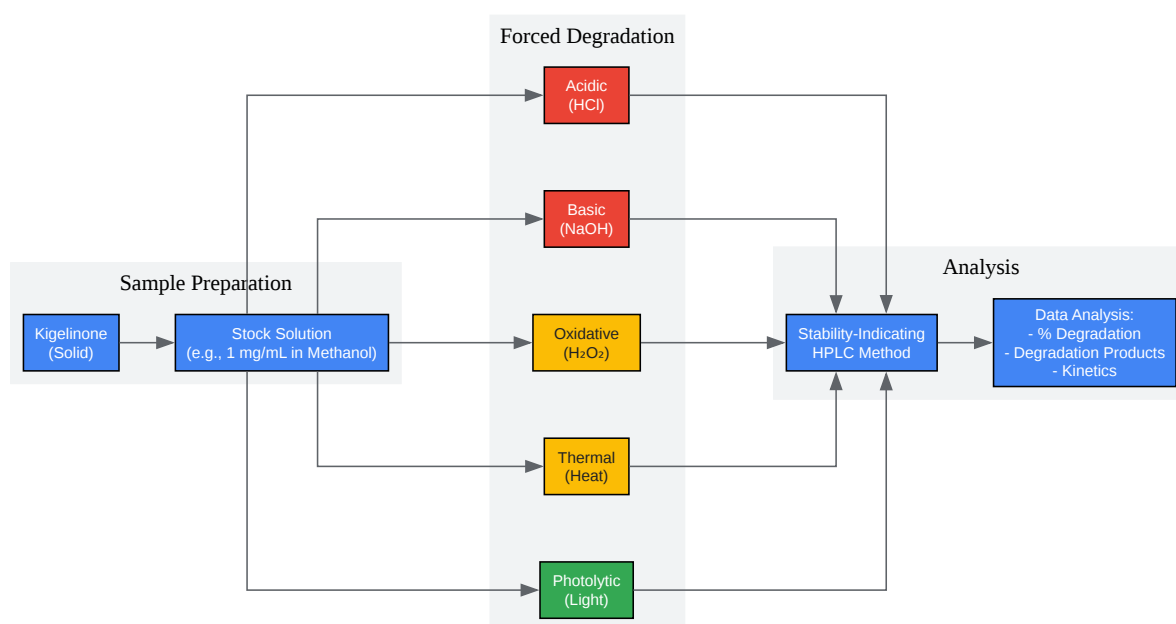 Forced Degradation
Acidic
(HCl)
Basic
(NaOH)
Sample Preparation
Kigelinone
(Solid)
Stock Solution
(e.g., 1 mg/mL in Methanol)
Oxidative
(H₂O₂)
Thermal
(Heat)
Photolytic
(Light)
Analysis
Stability-Indicating
HPLC Method
Data Analysis:
- % Degradation
- Degradation Products
- Kinetics